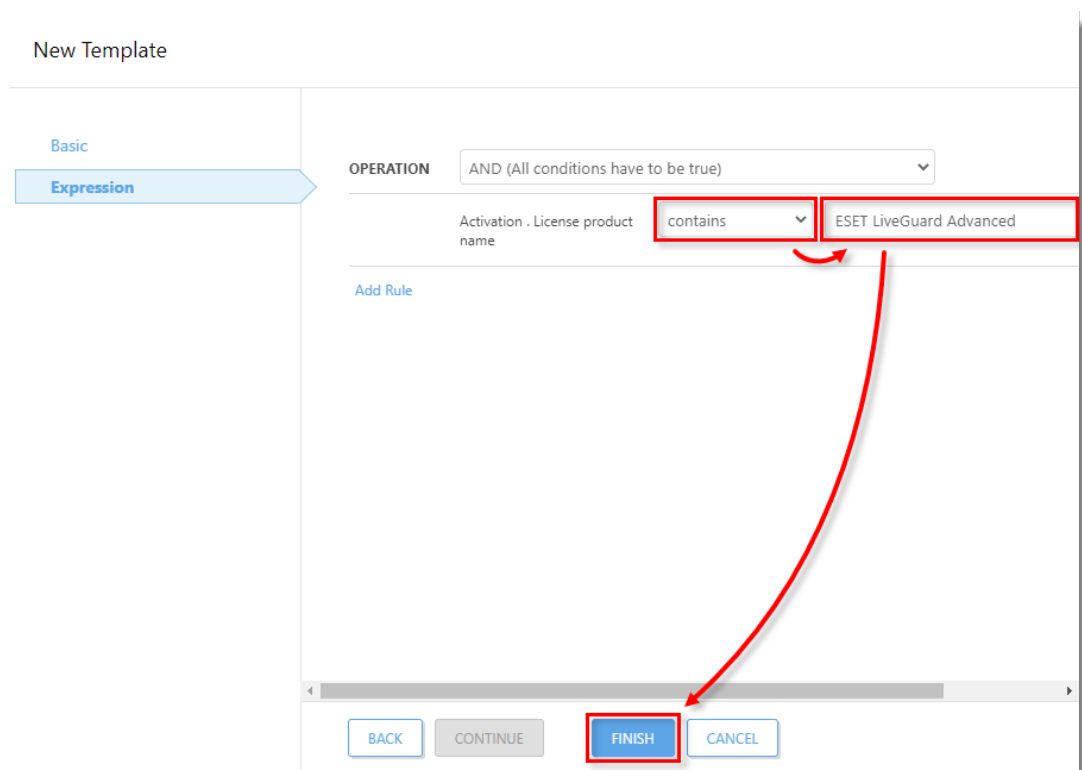 New Template
Basic
Expression
OPERATION
AND (All conditions have to be true)
Activation . License product
name
contains
ESET LiveGuard Advanced
Add Rule
BACK
CONTINUE
FINISH
CANCEL